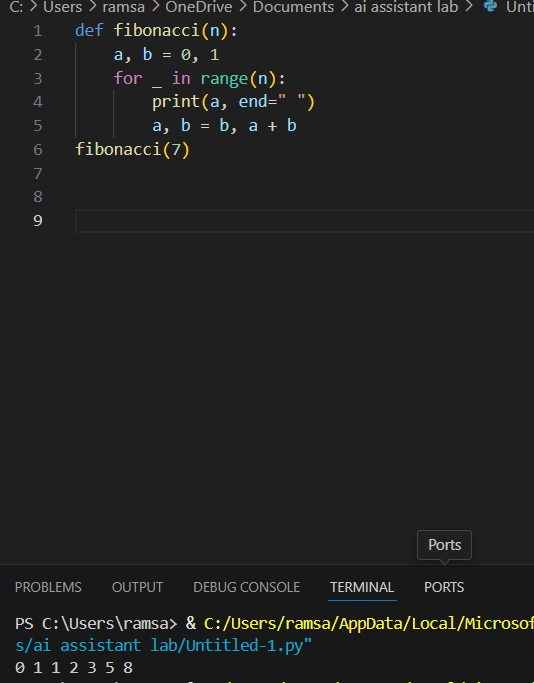 C: > Users > ramsa > OneDrive > Documents > ai assistant lab > Unti
1 def fibonacci(n):
2     a, b = 0, 1
3     for _ in range(n):
4         print(a, end=" ")
5         a, b = b, a + b
6 fibonacci(7)
7
8
9
Ports
PROBLEMS OUTPUT DEBUG CONSOLE TERMINAL PORTS
PS C:\Users\ramsa> & C:/Users/ramsa/AppData/Local/Microsof
s/ai assistant lab/Untitled-1.py"
0 1 1 2 3 5 8